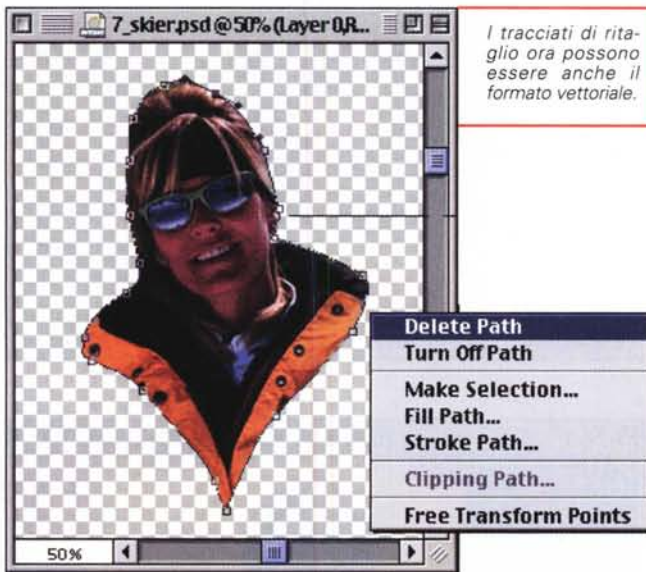 7_skier.psd @ 50% (Layer 0,R...
I tracciati di rita-
glio ora possono
essere anche il
formato vettoriale.
Delete Path
Turn Off Path
Make Selection...
Fill Path...
Stroke Path...
Clipping Path...
Free Transform Points
50%